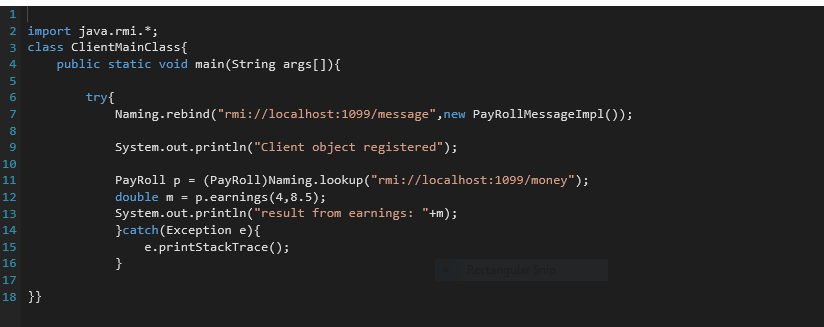 1
2 import java.rmi.*;
3 class ClientMainClass{
4     public static void main(String args[]){
5
6         try{
7             Naming.rebind("rmi://localhost:1099/message",new PayRollMessageImpl());
8
9             System.out.println("Client object registered");
10
11             PayRoll p = (PayRoll)Naming.lookup("rmi://localhost:1099/money");
12             double m = p.earnings(4,8.5);
13             System.out.println("result from earnings: "+m);
14             }catch(Exception e){
15                 e.printStackTrace();
16             }
Rectangular Snip
17
18 }}